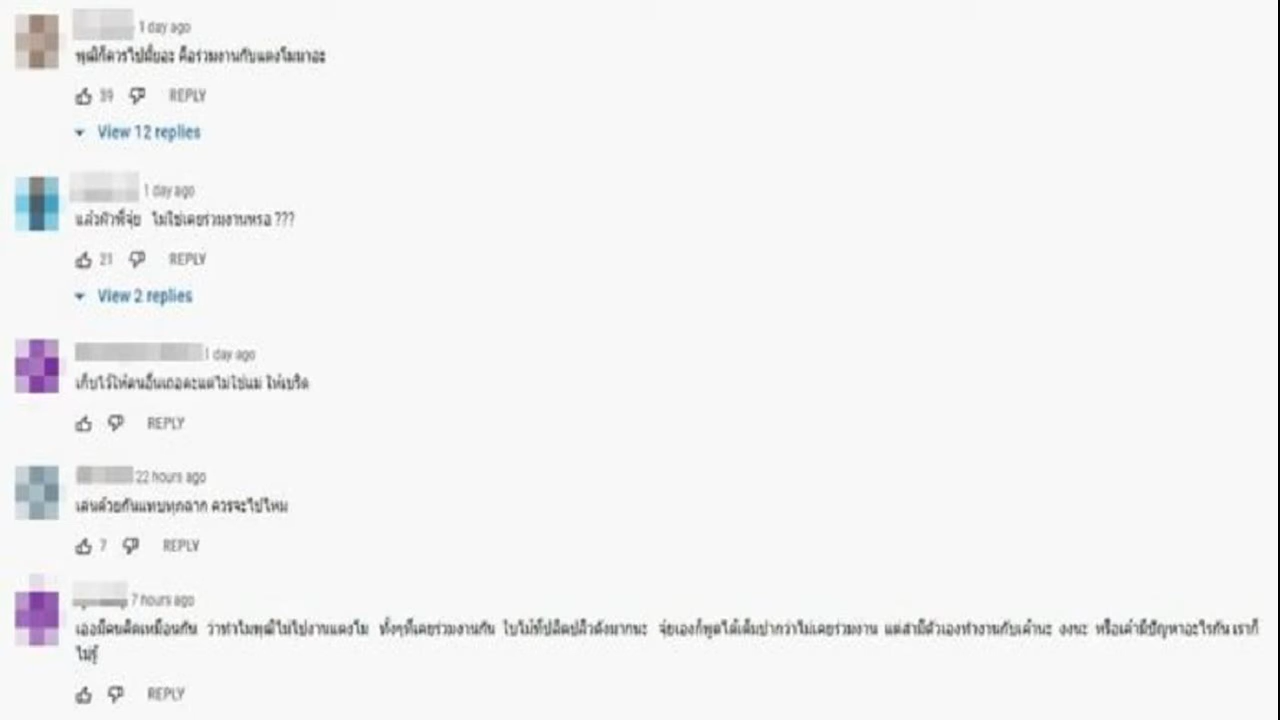 1 day ago
พุฒิก็ควรไปมั้ยอะ คือร่วมงานกับแตงโมมาอะ
39 REPLY
View 12 replies
1 day ago
แล้วผัวพี่จุ๋ย ไม่ใช่เคยร่วมงานหรอ ???
21 REPLY
View 2 replies
1 day ago
เก็บไว้ให้คนอื่นเถอคะแต่ไม่ใช่แม่
REPLY
22 hours ago
เล่นด้วยกันแทบทุกฉาก ควรจะไปไหม
7 REPLY
7 hours ago
เออมีคนคิดเหมือนกัน ว่าทำไมพุฒิไม่ไปงานแตงโม ทั้งๆที่เคยร่วมงานกัน ใบไม้ที่ปลิดปลิวดังมากนะ จุ๋ยเองก็พูดได้เต็มปากว่าไม่เคยร่วมงาน แต่สามีตัวเองทำงานกับเค้านะ งงนะ หรือเค้ามีปัญหาอะไรกัน เราก็
ไม่รู้
REPLY